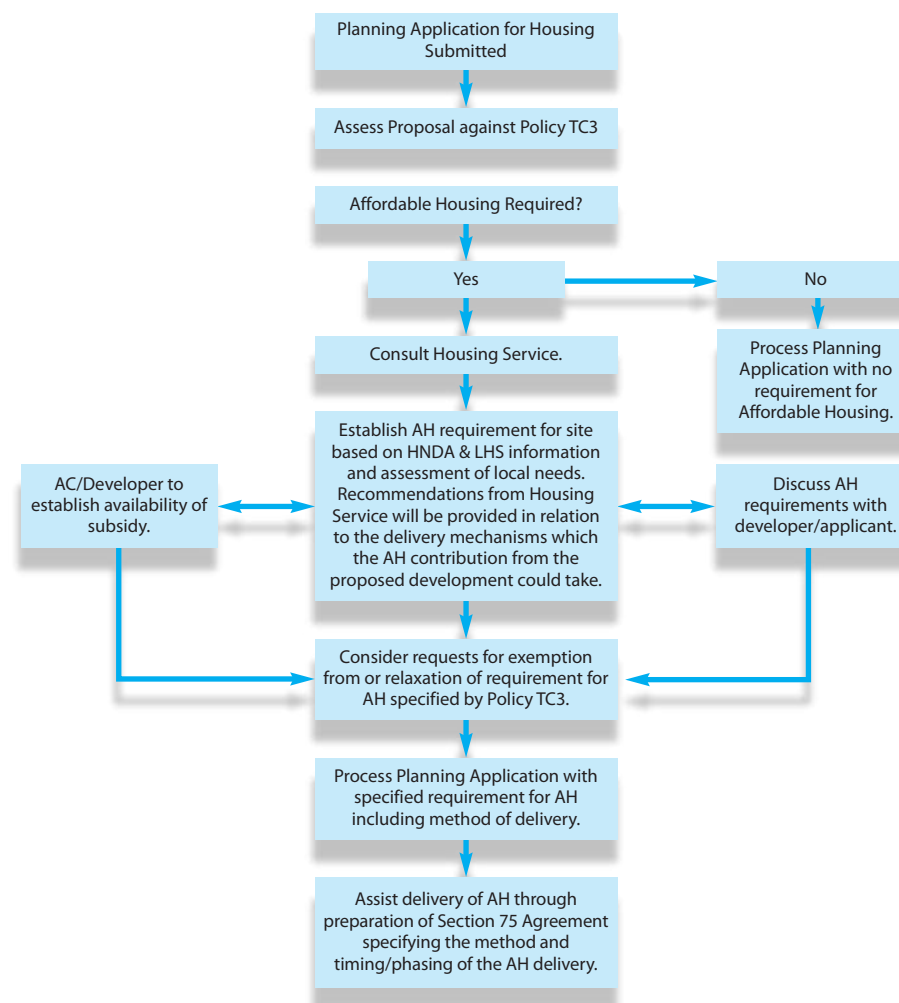 Planning Application for Housing
Submitted
Assess Proposal against Policy TC3
Affordable Housing Required?
Yes
No
Consult Housing Service.
Process Planning
Application with no
requirement for
Affordable Housing.
Establish AH requirement for site
based on HNDA & LHS information
and assessment of local needs.
Recommendations from Housing
Service will be provided in relation
to the delivery mechanisms which
the AH contribution from the
proposed development could take.
AC/Developer to
establish availability of
subsidy.
Discuss AH
requirements with
developer/applicant.
Consider requests for exemption
from or relaxation of requirement for
AH specified by Policy TC3.
Process Planning Application with
specified requirement for AH
including method of delivery.
Assist delivery of AH through
preparation of Section 75 Agreement
specifying the method and
timing/phasing of the AH delivery.